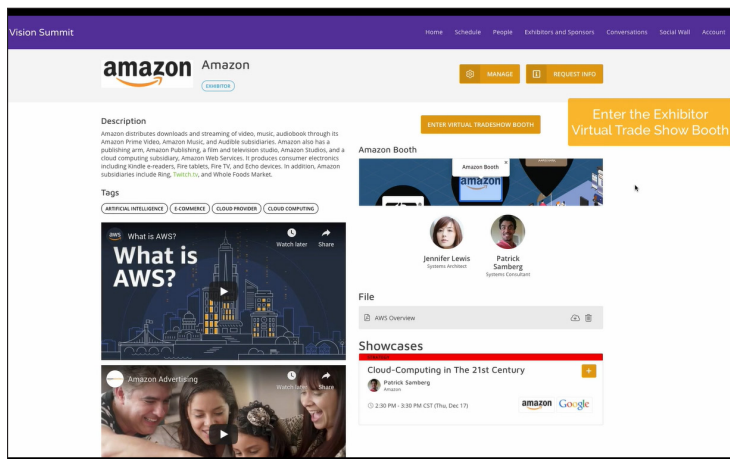 Vision Summit
Home Schedule People Exhibitors and Sponsors Conversations Social Wall Account
amazon
Amazon
EXHIBITOR
MANAGE
REQUEST INFO
Enter the Exhibitor
Virtual Trade Show Booth
Description
Amazon distributes downloads and streaming of video, music, audiobook through its
Amazon Prime Video, Amazon Music, and Audible subsidiaries. Amazon also has a
publishing arm, Amazon Publishing, a film and television studio, Amazon Studios, and a
cloud computing subsidiary, Amazon Web Services. It produces consumer electronics
including Kindle e-readers, Fire tablets, Fire TV, and Echo devices. In addition, Amazon
subsidiaries include Ring, Twitch.tv, and Whole Foods Market.
Tags
ARTIFICIAL INTELLIGENCE E-COMMERCE CLOUD PROVIDER CLOUD COMPUTING
aws What is AWS?
Watch later Share
What is
AWS?
Amazon Advertising
Watch later Share
ENTER VIRTUAL TRADESHOW BOOTH
Amazon Booth
Amazon Booth ×
amazon
Jennifer Lewis
Systems Architect
Patrick
Samberg
Systems Consultant
File
AWS Overview
Showcases
Cloud-Computing in The 21st Century
+
Patrick Samberg
Amazon
2:30 PM - 3:30 PM CST (Thu, Dec 17)
amazon Google